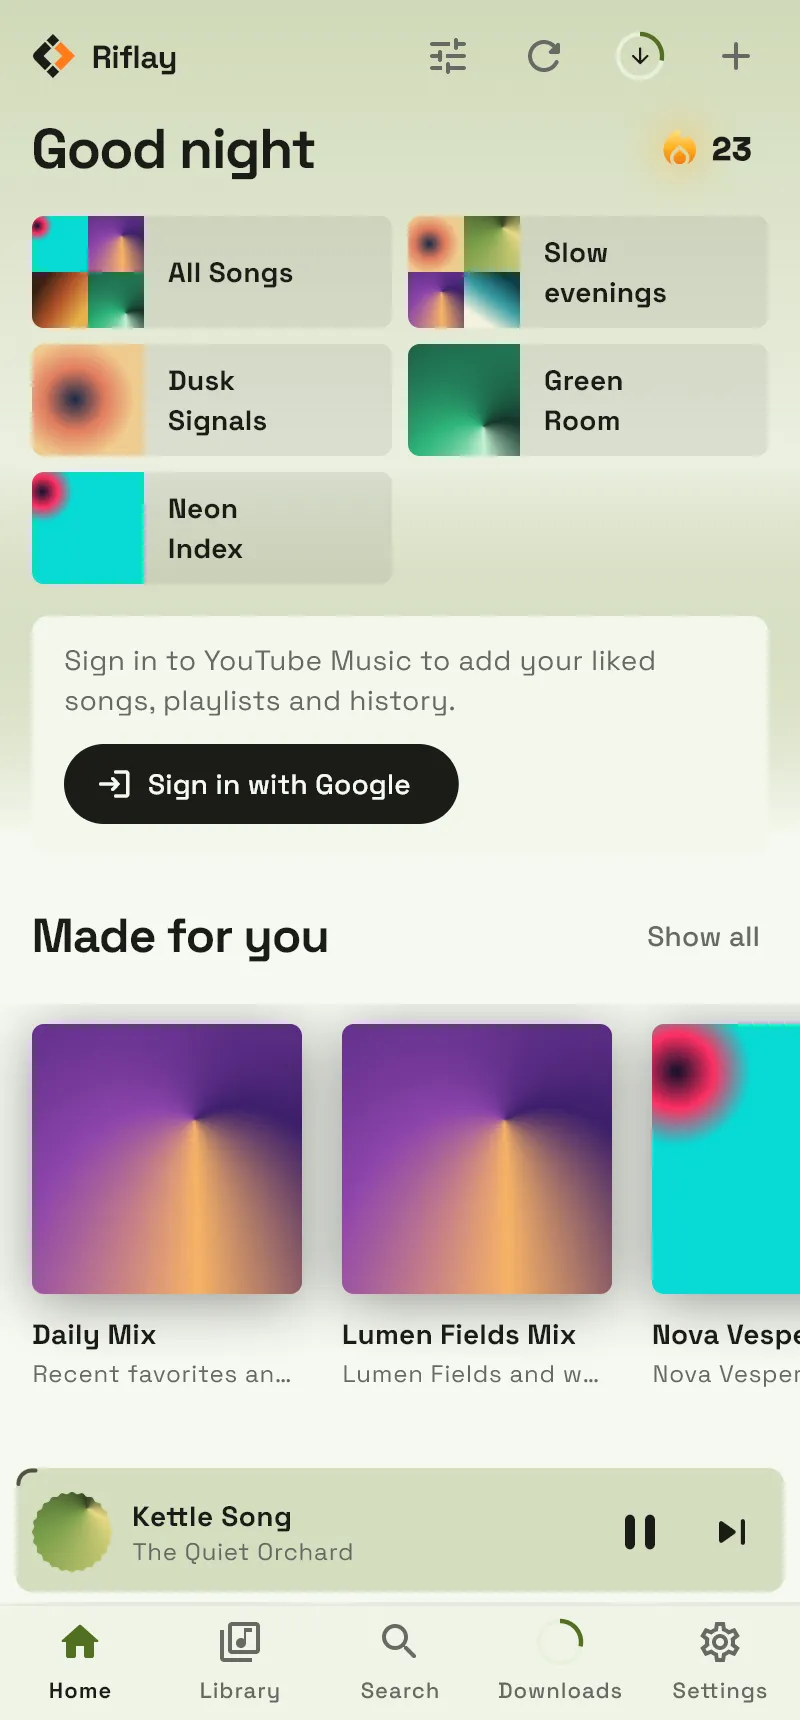 Riflay
Good night
23
All Songs
Slow
evenings
Dusk
Signals
Green
Room
Neon
Index
Sign in to YouTube Music to add your liked
songs, playlists and history.
Sign in with Google
Made for you
Show all
Daily Mix
Recent favorites an...
Lumen Fields Mix
Lumen Fields and w...
Nova Vespe
Nova Vesper
Kettle Song
The Quiet Orchard
Home
Library
Search
Downloads
Settings